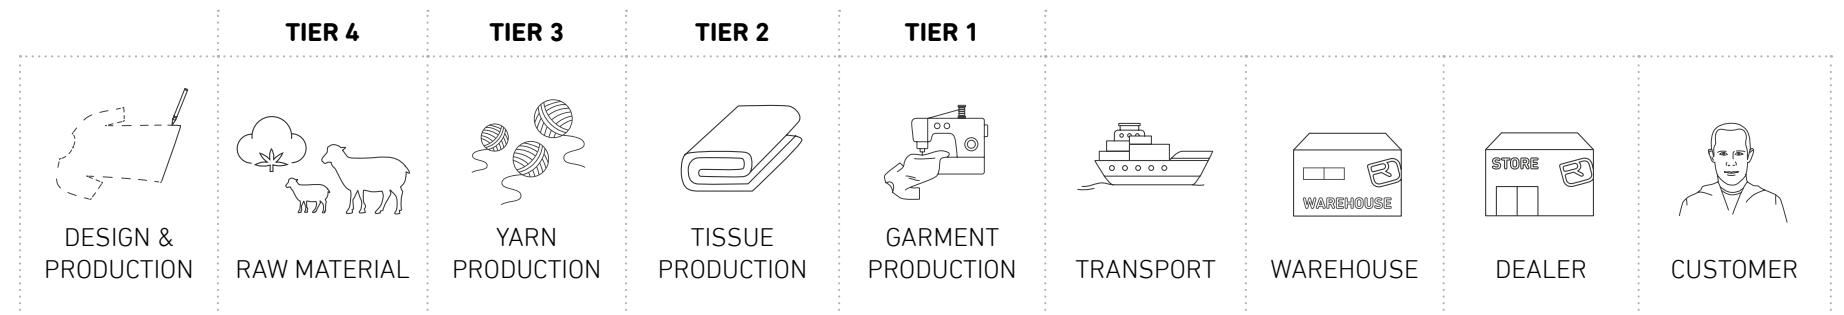 TIER 4
TIER 3
TIER 2
TIER 1
DESIGN &
PRODUCTION
RAW MATERIAL
YARN
PRODUCTION
TISSUE
PRODUCTION
GARMENT
PRODUCTION
TRANSPORT
WAREHOUSE
WAREHOUSE
STORE
DEALER
CUSTOMER